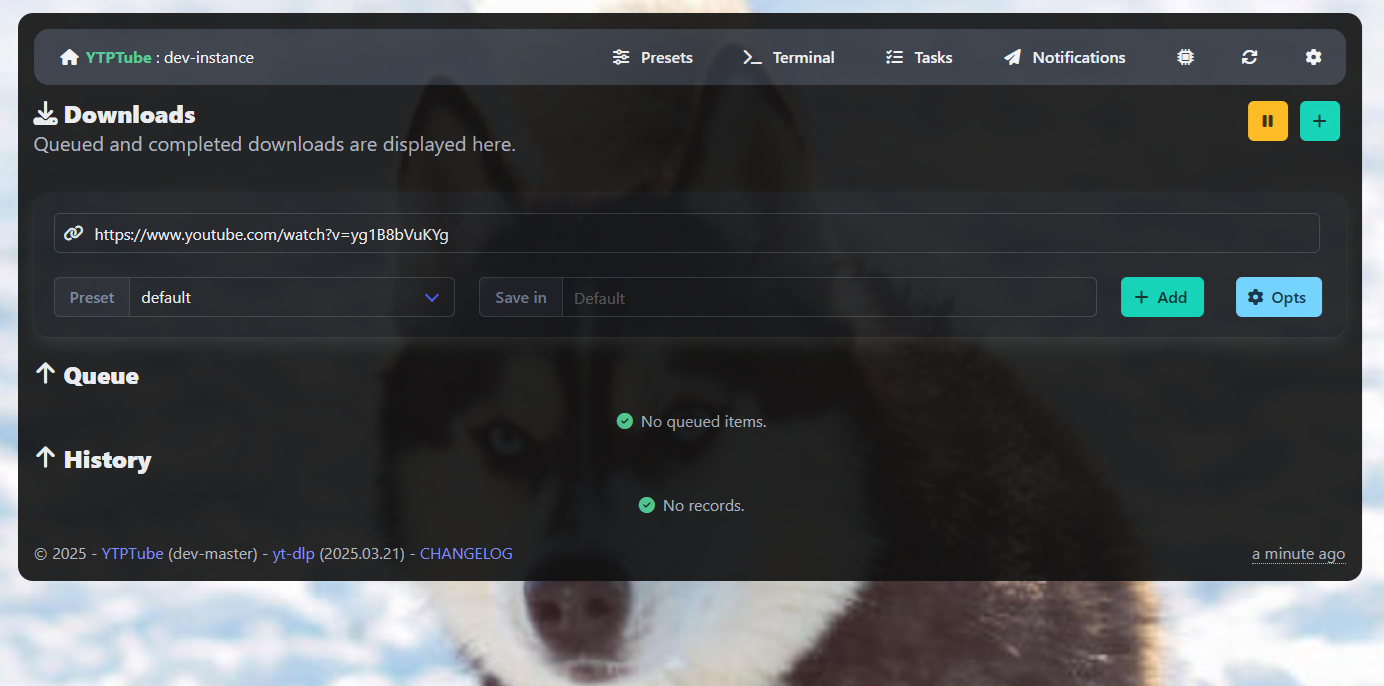 YTPTube : dev-instance Presets Terminal Tasks Notifications
Downloads
Queued and completed downloads are displayed here.
https://www.youtube.com/watch?v=yg1B8bVuKYg
Preset default Save in Default Add Opts
Queue
No queued items.
History
No records.
© 2025 - YTPTube (dev-master) - yt-dlp (2025.03.21) - CHANGELOG a minute ago